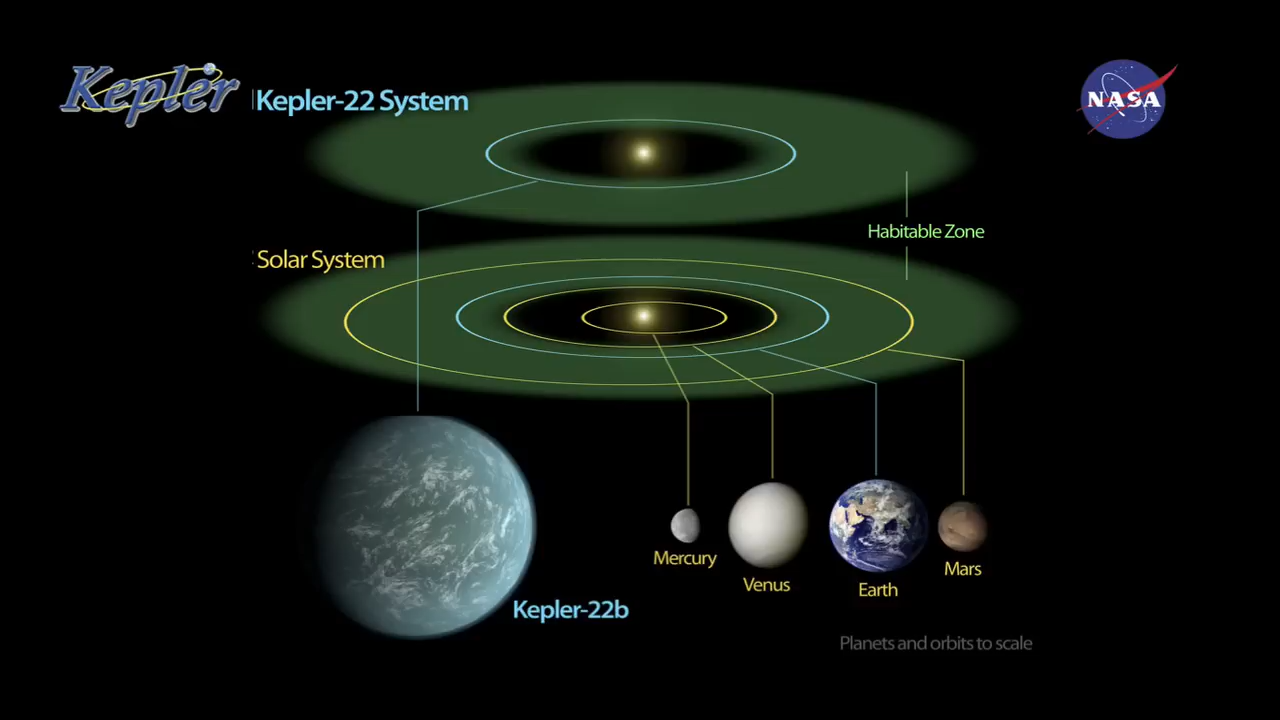 Kepler
Kepler-22 System
NASA
Habitable Zone
Solar System
Mercury
Venus
Earth
Mars
Kepler-22b
Planets and orbits to scale